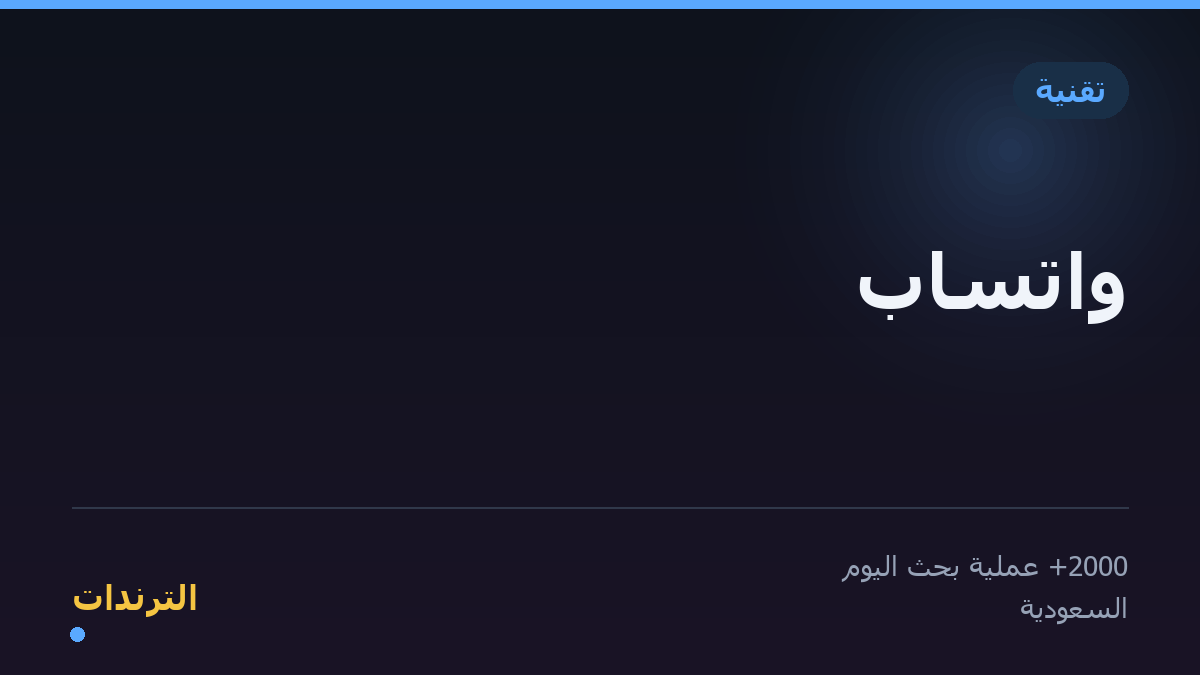 تقنية
واتساب
2000+ عملية بحث اليوم
السعودية
الترندات